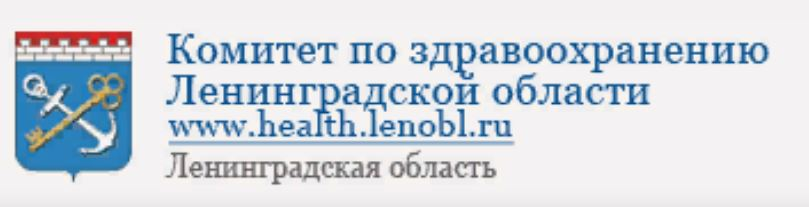 Комитет по здравоохранению
Ленинградской области
www.health.lenobl.ru
Ленинградская область